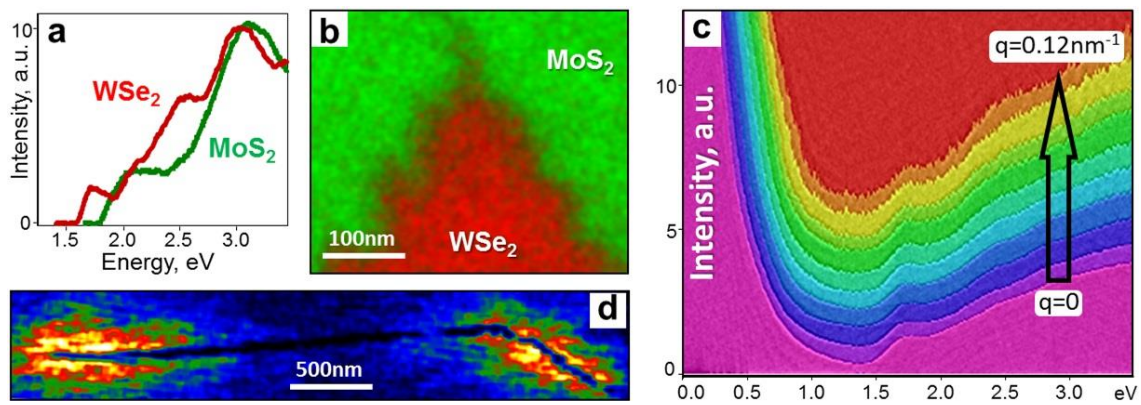 a
10
0
Intensity, a.u.
WSe₂
MoS₂
1.5 2.0 2.5 3.0
Energy, eV
b
MoS₂
WSe₂
100nm
c
q=0.12nm⁻¹
q=0
Intensity, a.u.
10
5
0
0.0 0.5 1.0 1.5 2.0 2.5 3.0 eV
d
500nm